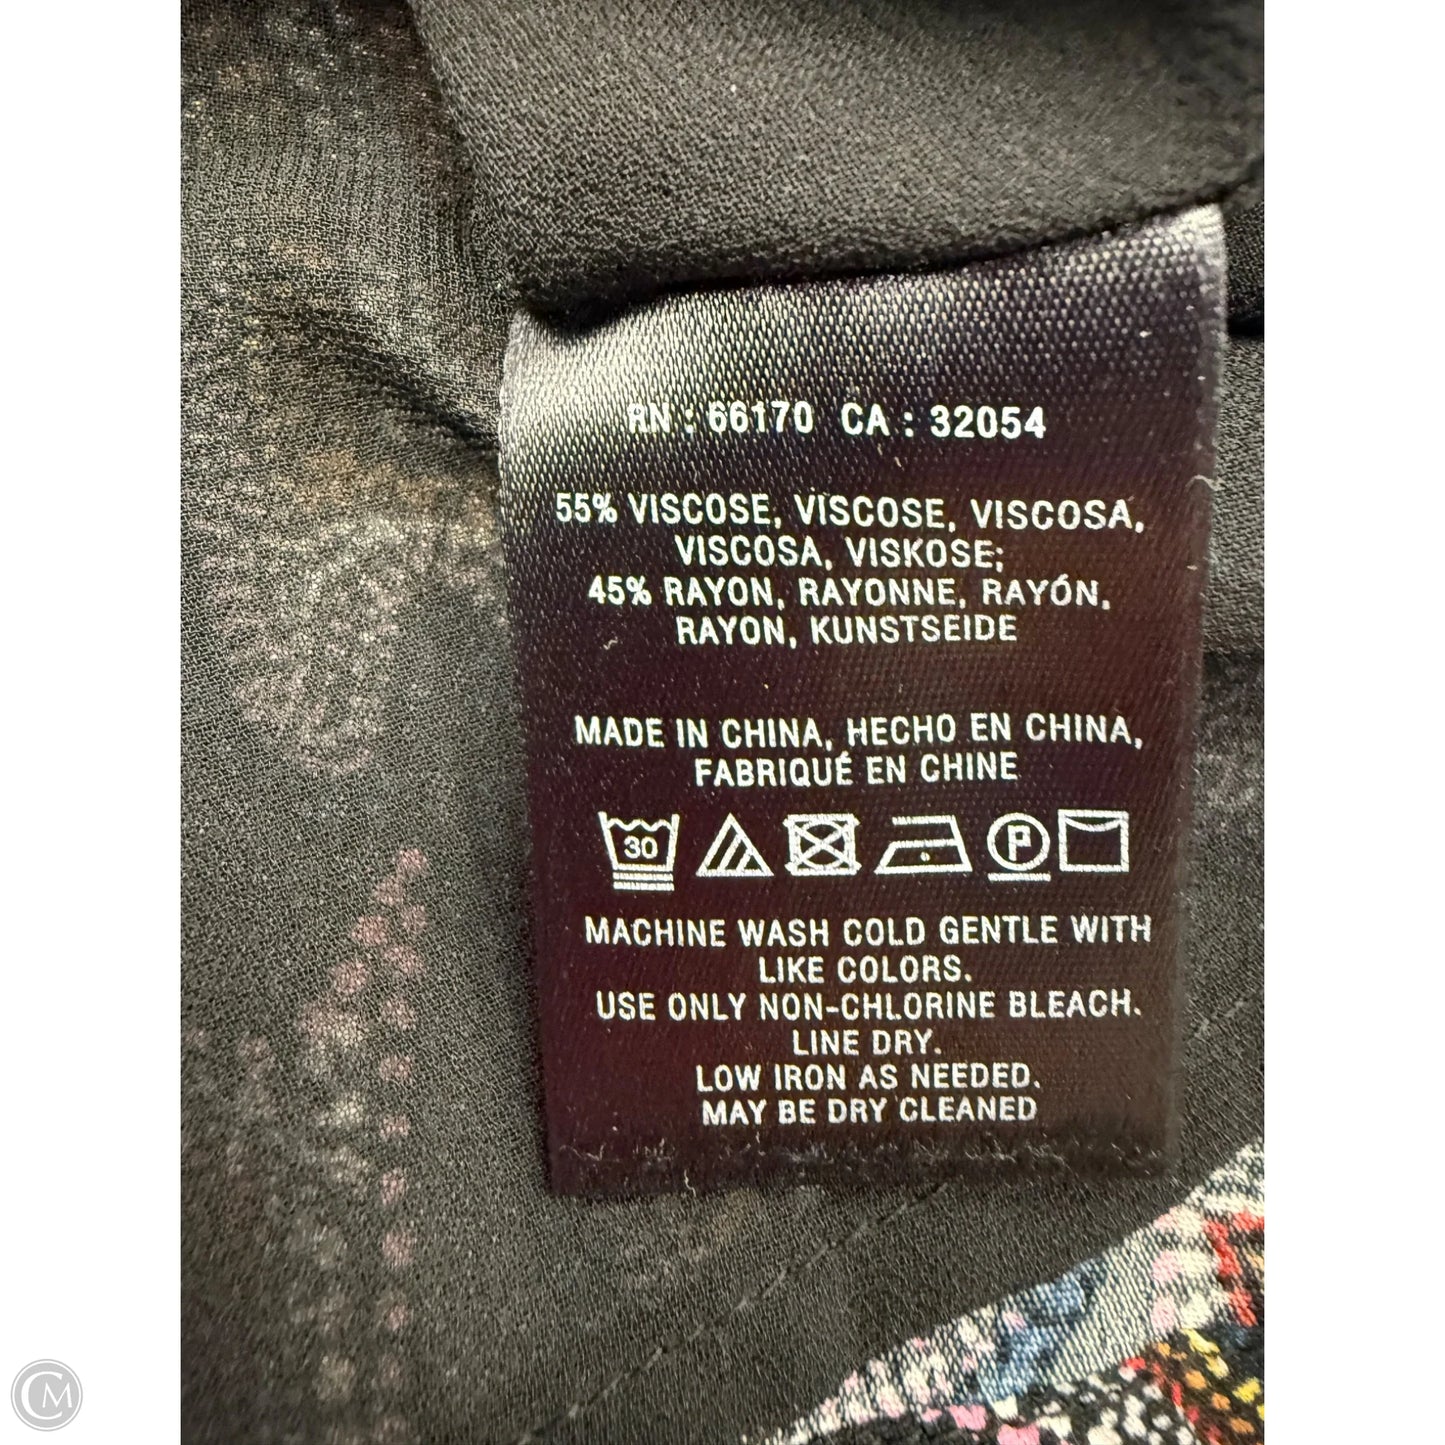 RN : 66170 CA : 32054
55% VISCOSE, VISCOSE, VISCOSA,
VISCOSA, VISKOSE;
45% RAYON, RAYONNE, RAYÓN,
RAYON, KUNSTSEIDE
MADE IN CHINA, HECHO EN CHINA,
FABRIQUÉ EN CHINE
30 P
MACHINE WASH COLD GENTLE WITH
LIKE COLORS.
USE ONLY NON-CHLORINE BLEACH.
LINE DRY.
LOW IRON AS NEEDED.
MAY BE DRY CLEANED
CM